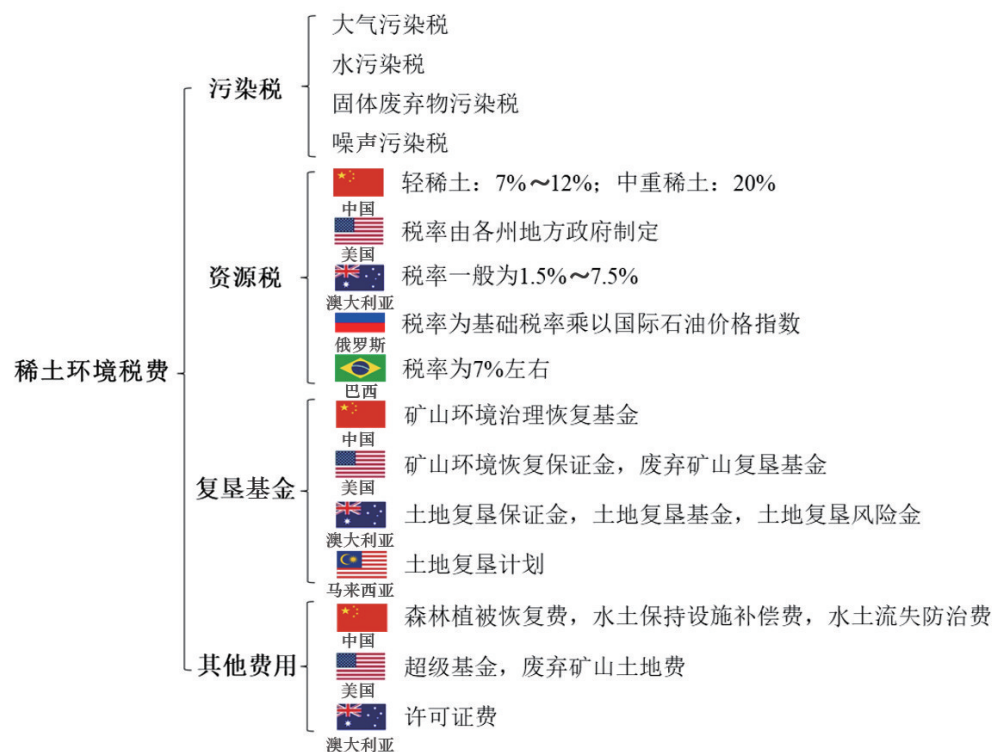 大气污染税
水污染税
污染税
固体废弃物污染税
噪声污染税
轻稀土：7%～12%；中重稀土：20%
中国
税率由各州地方政府制定
美国
资源税
税率一般为1.5%～7.5%
澳大利亚
税率为基础税率乘以国际石油价格指数
俄罗斯
稀土环境税费
税率为7%左右
巴西
矿山环境治理恢复基金
中国
矿山环境恢复保证金，废弃矿山复垦基金
美国
复垦基金
土地复垦保证金，土地复垦基金，土地复垦风险金
澳大利亚
土地复垦计划
马来西亚
森林植被恢复费，水土保持设施补偿费，水土流失防治费
中国
其他费用
超级基金，废弃矿山土地费
美国
许可证费
澳大利亚